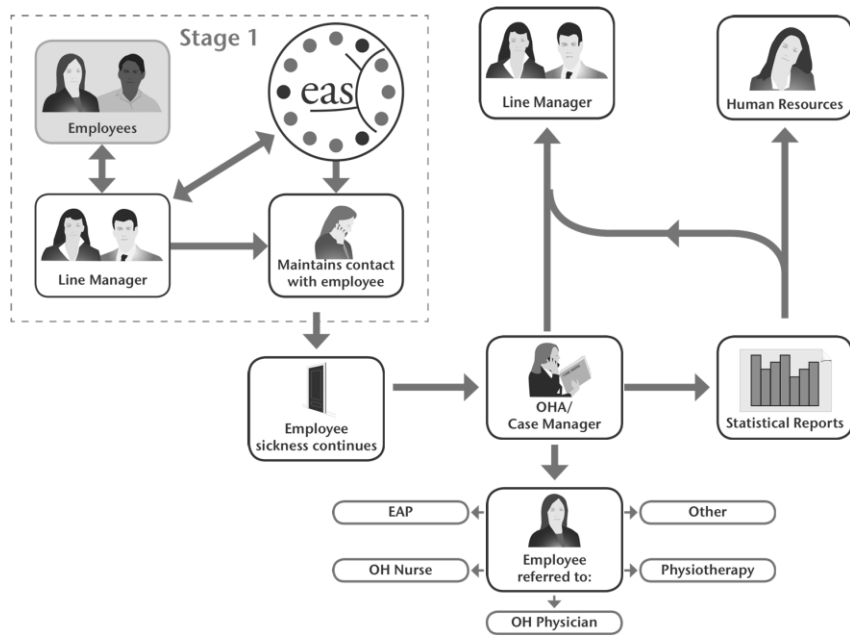 Stage 1
eas
Employees
Line Manager
Maintains contact
with employee
Line Manager
Human Resources
Employee
sickness continues
OHA/
Case Manager
Statistical Reports
EAP
Other
OH Nurse
Employee
referred to:
Physiotherapy
OH Physician